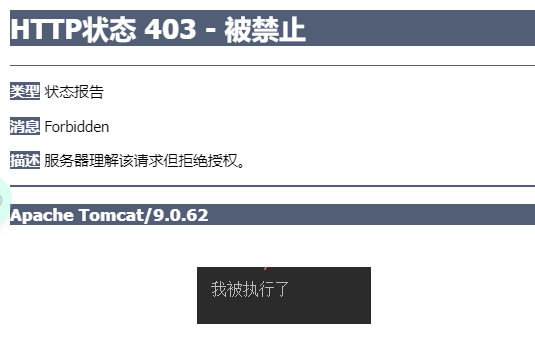 HTTP状态 403 - 被禁止
类型 状态报告
消息 Forbidden
描述 服务器理解该请求但拒绝授权。
Apache Tomcat/9.0.62
我被执行了